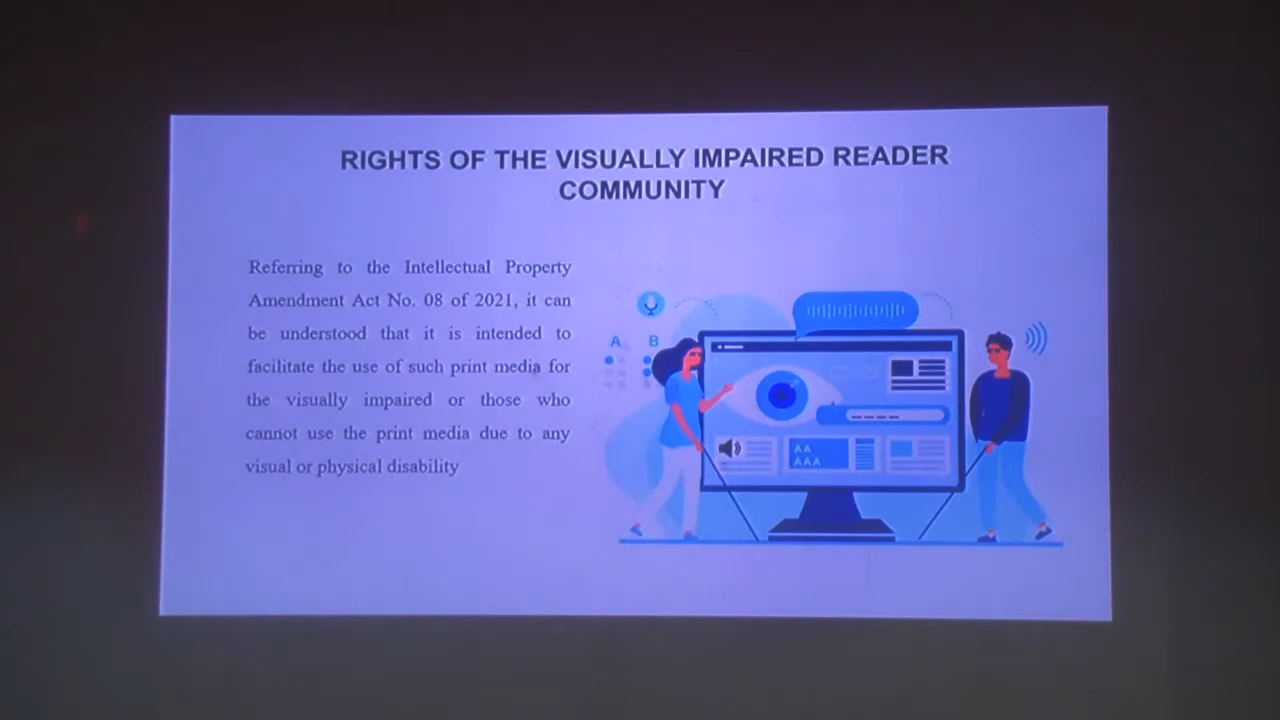 RIGHTS OF THE VISUALLY IMPAIRED READER
COMMUNITY
Referring to the Intellectual Property
Amendment Act No. 08 of 2021, it can
be understood that it is intended to
facilitate the use of such print media for
the visually impaired or those who
cannot use the print media due to any
visual or physical disability
A B
AA
AAA